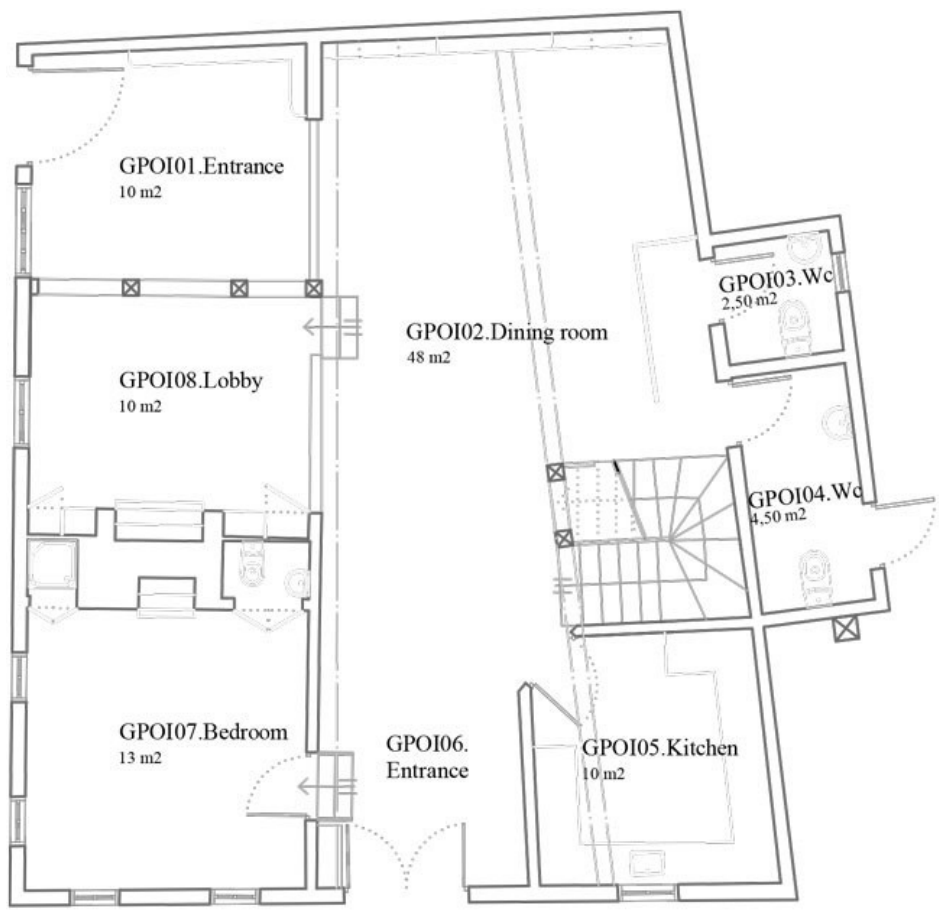 GPOI01.Entrance
10 m2
GPOI02.Dining room
48 m2
GPOI03.Wc
2,50 m2
GPOI08.Lobby
10 m2
GPOI04.Wc
4,50 m2
GPOI07.Bedroom
13 m2
GPOI06.
Entrance
GPOI05.Kitchen
10 m2